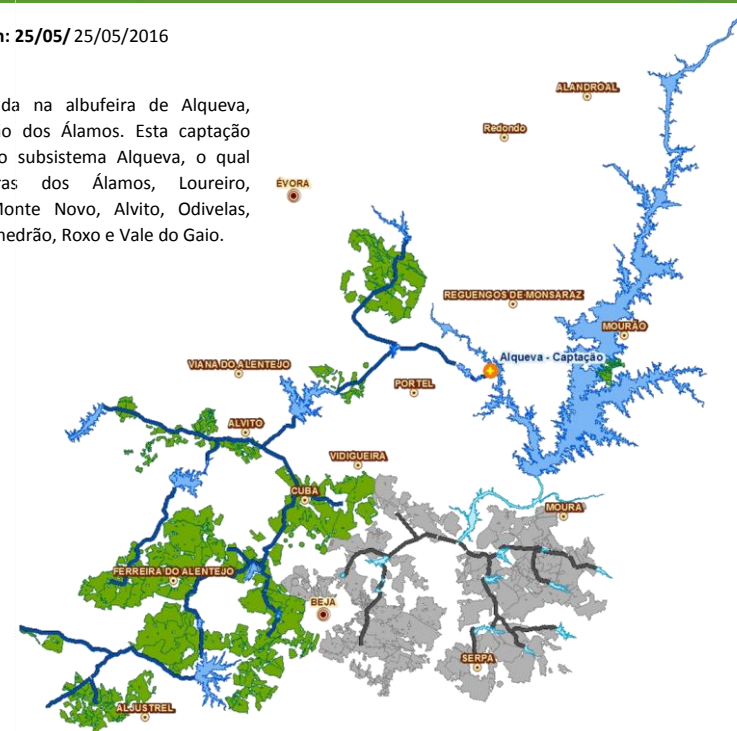 25/05/ 25/05/2016
da na albufeira de Alqueva,
dos Álamos. Esta captação
o subsistema Alqueva, o qual
dos Álamos, Loureiro,
Monte Novo, Alvito, Odivelas,
Roxo e Vale do Gaio.
ALANDROAL
Redondo
ÉVORA
REGUENGOS DE MONSARAZ
MOURÃO
Alqueva - Captação
VIANA DO ALENTEJO
PORTEL
ALVITO
VIDIGUEIRA
CUBA
MOURA
FERREIRA DO ALENTEJO
BEJA
SERPA
ALJUSTREL